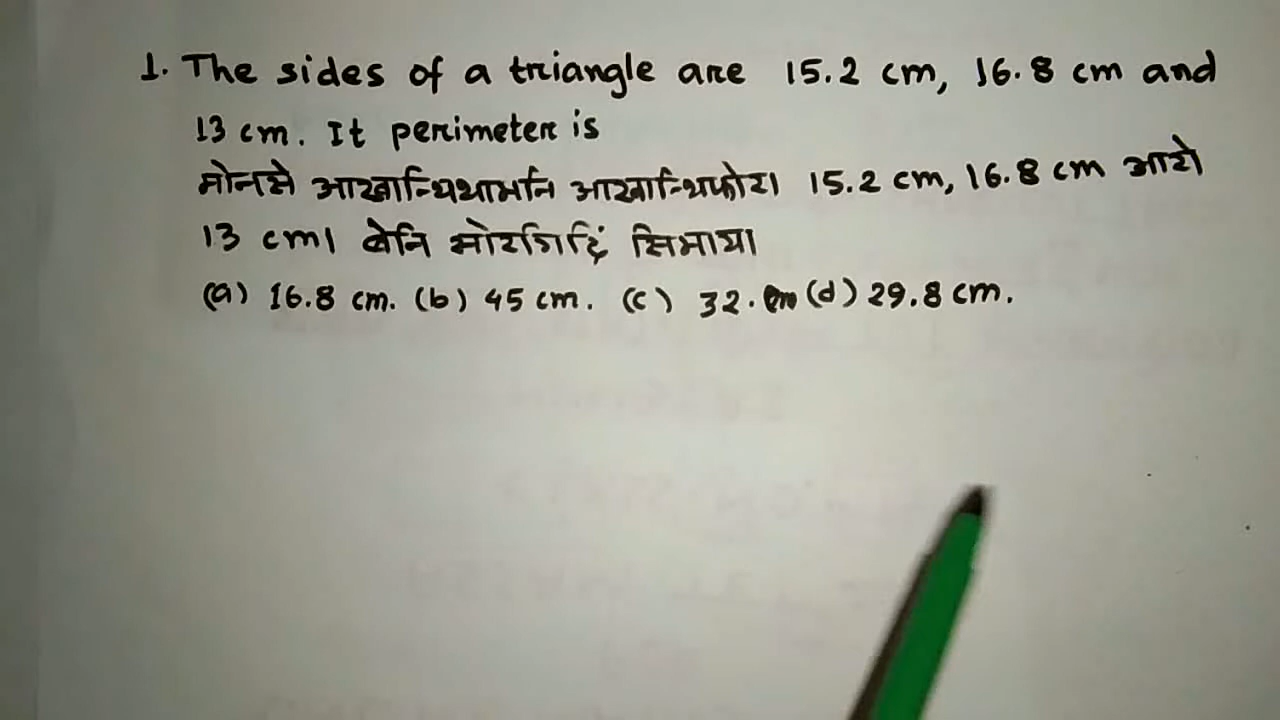 1. The sides of a triangle are 15.2 cm, 16.8 cm and
13 cm. It perimeter is
मोनसे आखान्थिथामनि आखान्थिफोरा 15.2 cm, 16.8 cm आरो
13 cm। बेनि सोरगिदिं सिमाया
(a) 16.8 cm. (b) 45 cm. (c) 32. cm (d) 29.8 cm.